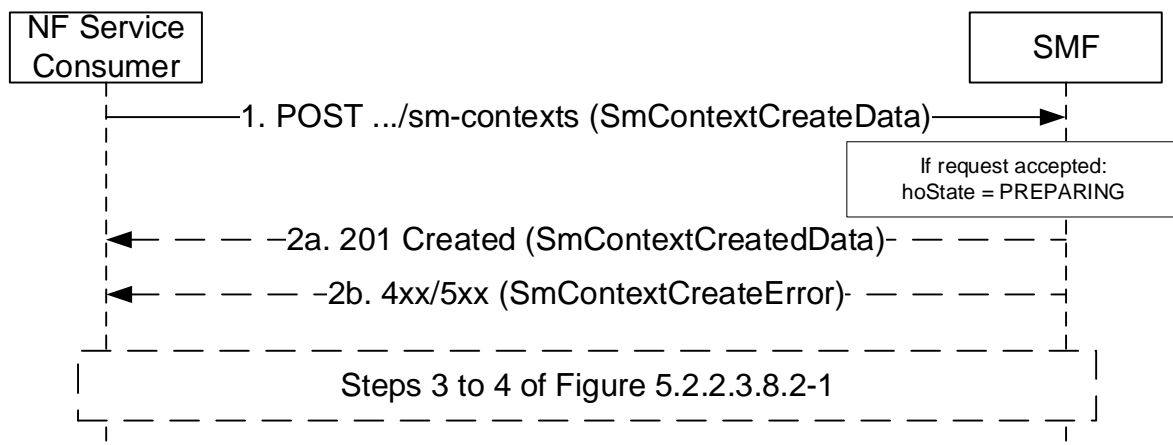 NF Service
Consumer
SMF
1. POST .../sm-contexts (SmContextCreateData)
If request accepted:
hoState = PREPARING
2a. 201 Created (SmContextCreatedData)
2b. 4xx/5xx (SmContextCreateError)
Steps 3 to 4 of Figure 5.2.2.3.8.2-1